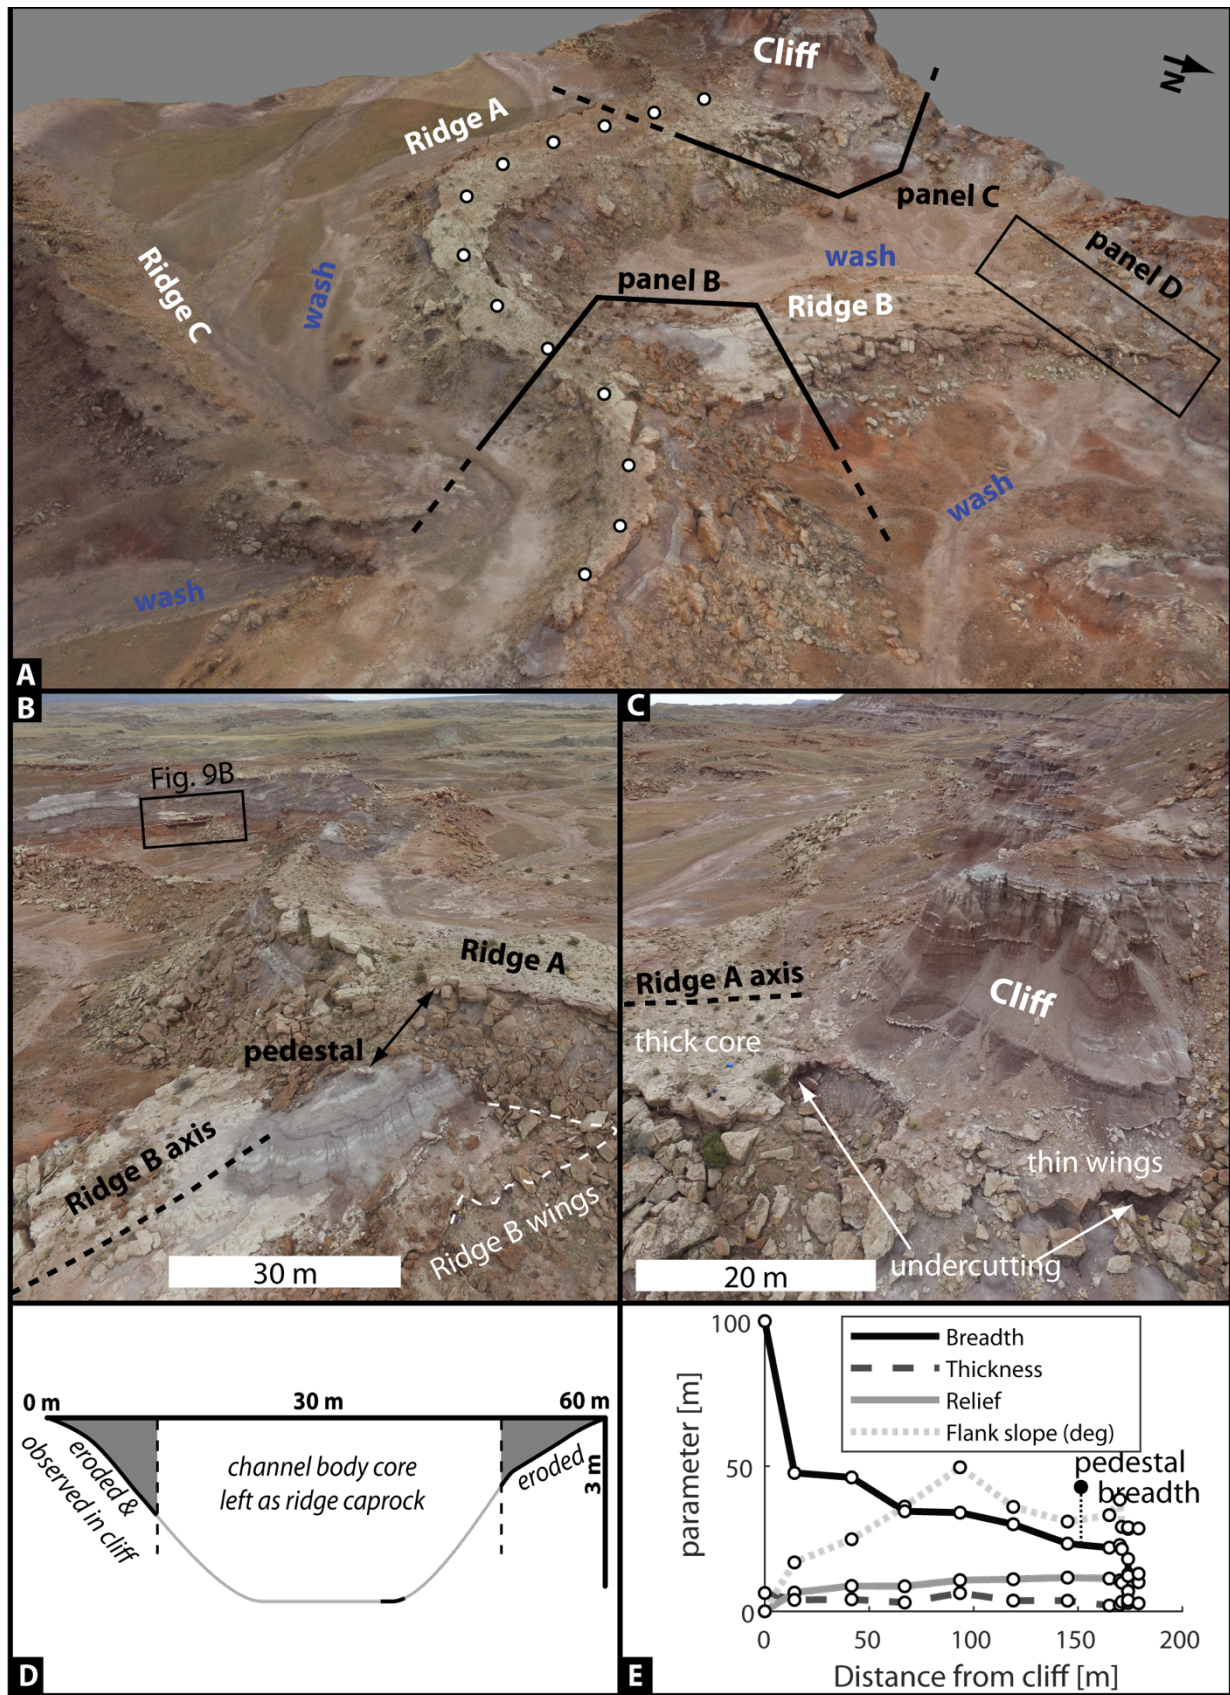 Cliff
N
Ridge A
panel C
Ridge C
wash
panel B
wash
panel D
Ridge B
wash
wash
A
B
Fig. 9B
Ridge A
pedestal
Ridge B axis
Ridge B wings
30 m
C
Ridge A axis
thick core
Cliff
thin wings
undercutting
20 m
0 m
30 m
60 m
eroded &
observed in cliff
channel body core
left as ridge caprock
eroded
3 m
D
100
50
0
parameter [m]
Breadth
Thickness
Relief
Flank slope (deg)
pedestal
breadth
0
50
100
150
200
Distance from cliff [m]
E